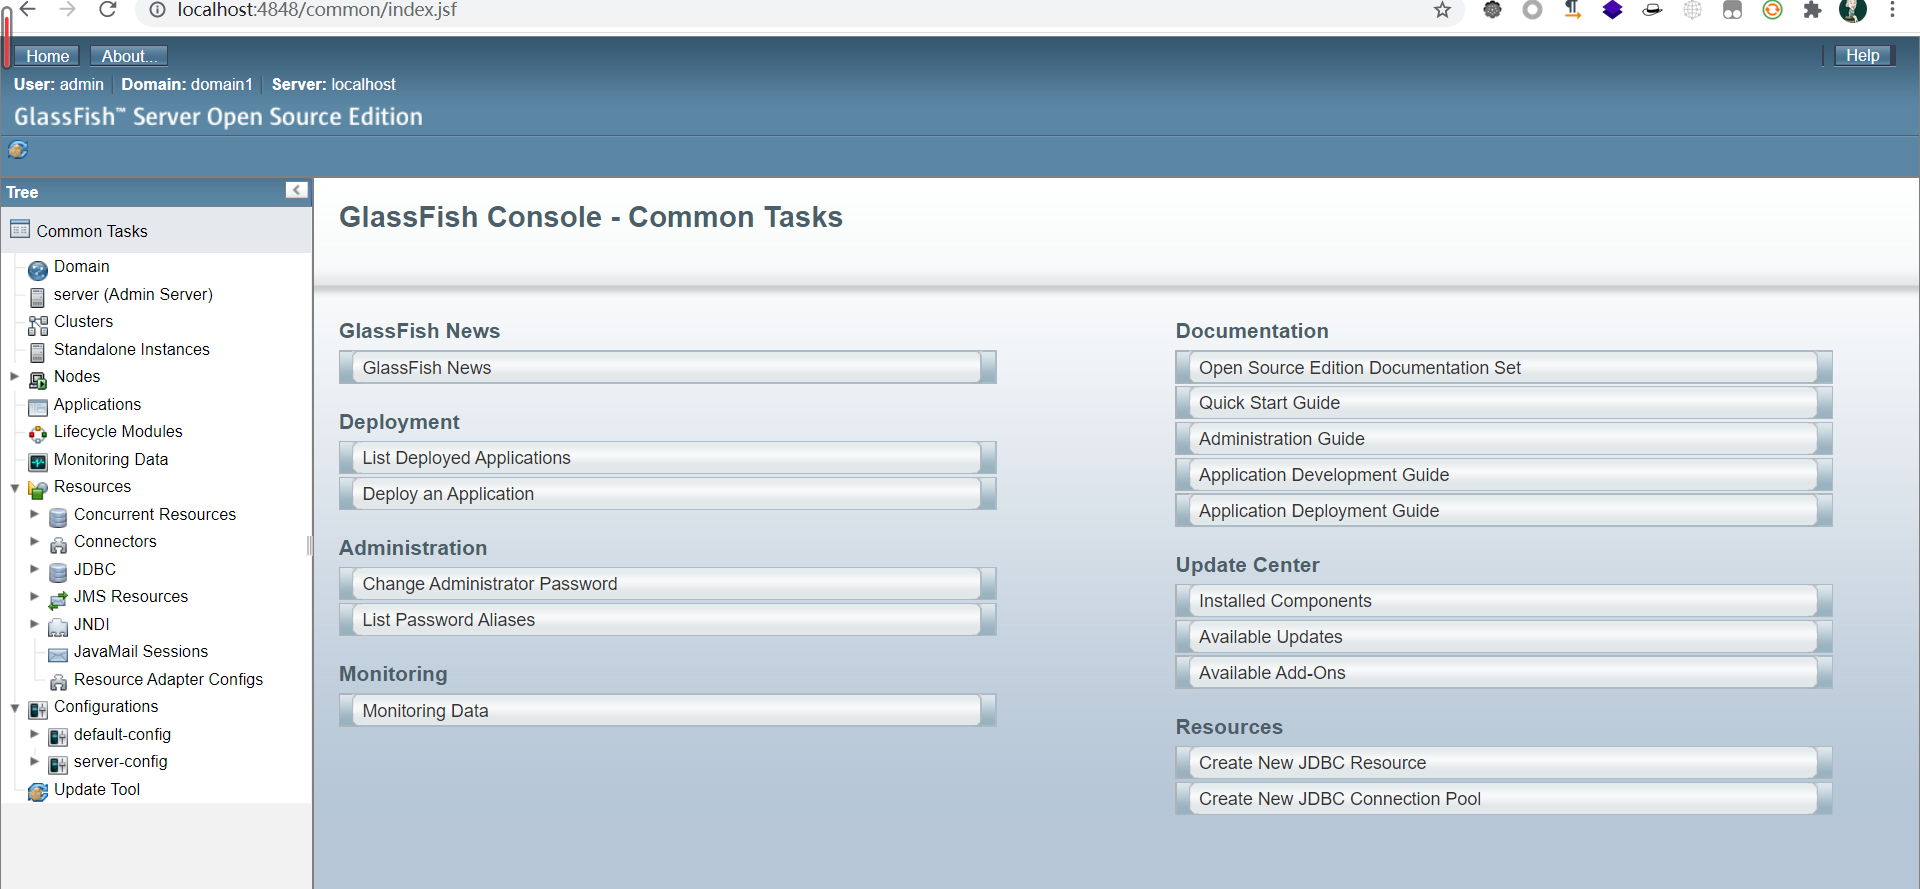 localhost:4848/common/index.jsf
Home About... Help
User: admin Domain: domain1 Server: localhost
GlassFish™ Server Open Source Edition
Tree
Common Tasks
Domain
server (Admin Server)
Clusters
Standalone Instances
Nodes
Applications
Lifecycle Modules
Monitoring Data
Resources
Concurrent Resources
Connectors
JDBC
JMS Resources
JNDI
JavaMail Sessions
Resource Adapter Configs
Configurations
default-config
server-config
Update Tool
GlassFish Console - Common Tasks
GlassFish News
GlassFish News
Deployment
List Deployed Applications
Deploy an Application
Administration
Change Administrator Password
List Password Aliases
Monitoring
Monitoring Data
Documentation
Open Source Edition Documentation Set
Quick Start Guide
Administration Guide
Application Development Guide
Application Deployment Guide
Update Center
Installed Components
Available Updates
Available Add-Ons
Resources
Create New JDBC Resource
Create New JDBC Connection Pool